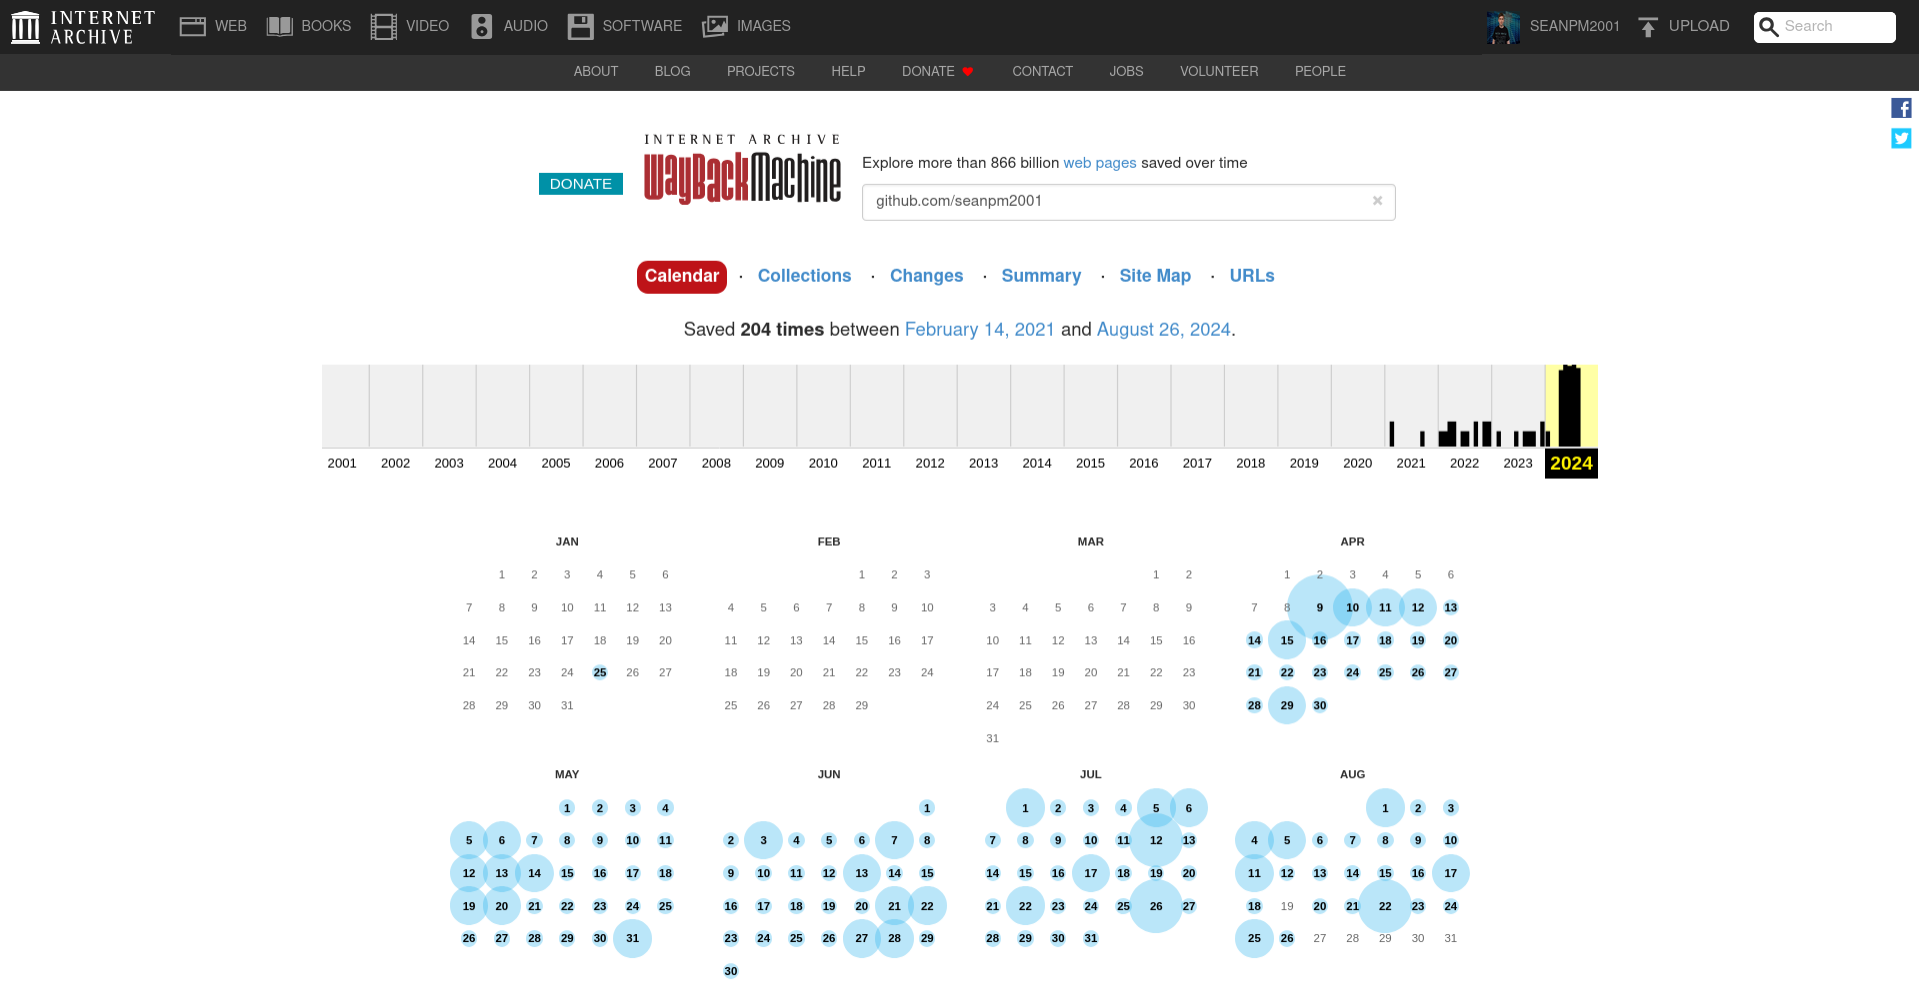 INTERNET ARCHIVE WEB BOOKS VIDEO AUDIO SOFTWARE IMAGES SEANPM2001 UPLOAD Search
ABOUT BLOG PROJECTS HELP DONATE CONTACT JOBS VOLUNTEER PEOPLE
INTERNET ARCHIVE
WayBackMachine
DONATE
Explore more than 866 billion web pages saved over time
github.com/seanpm2001 ×
Calendar · Collections · Changes · Summary · Site Map · URLs
Saved 204 times between February 14, 2021 and August 26, 2024.
2001 2002 2003 2004 2005 2006 2007 2008 2009 2010 2011 2012 2013 2014 2015 2016 2017 2018 2019 2020 2021 2022 2023 2024
JAN
1 2 3 4 5 6
7 8 9 10 11 12 13
14 15 16 17 18 19 20
21 22 23 24 25 26 27
28 29 30 31
FEB
1 2 3
4 5 6 7 8 9 10
11 12 13 14 15 16 17
18 19 20 21 22 23 24
25 26 27 28 29
MAR
1 2
3 4 5 6 7 8 9
10 11 12 13 14 15 16
17 18 19 20 21 22 23
24 25 26 27 28 29 30
31
APR
1 2 3 4 5 6
7 8 9 10 11 12 13
14 15 16 17 18 19 20
21 22 23 24 25 26 27
28 29 30
MAY
1 2 3 4
5 6 7 8 9 10 11
12 13 14 15 16 17 18
19 20 21 22 23 24 25
26 27 28 29 30 31
JUN
1
2 3 4 5 6 7 8
9 10 11 12 13 14 15
16 17 18 19 20 21 22
23 24 25 26 27 28 29
30
JUL
1 2 3 4 5 6
7 8 9 10 11 12 13
14 15 16 17 18 19 20
21 22 23 24 25 26 27
28 29 30 31
AUG
1 2 3
4 5 6 7 8 9 10
11 12 13 14 15 16 17
18 19 20 21 22 23 24
25 26 27 28 29 30 31